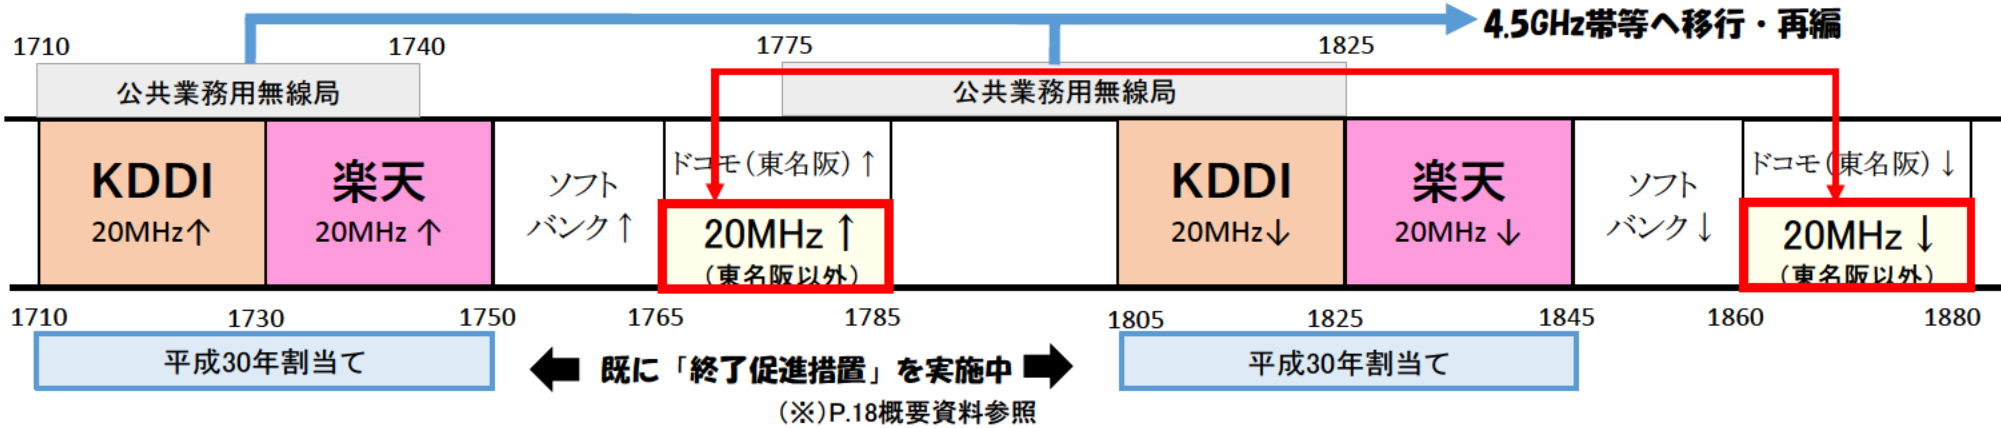 4.5GHz帯等へ移行・再編
1710 1740 1775 1825
公共業務用無線局 公共業務用無線局
KDDI
20MHz↑
楽天
20MHz ↑
ソフト
バンク↑
ドコモ(東名阪)↑
20MHz↑
(東名阪以外)
KDDI
20MHz↓
楽天
20MHz ↓
ソフト
バンク↓
ドコモ(東名阪)↓
20MHz↓
(東名阪以外)
1710 1730 1750 1765 1785 1805 1825 1845 1860 1880
平成30年割当て
既に「終了促進措置」を実施中
(※)P.18概要資料参照
平成30年割当て